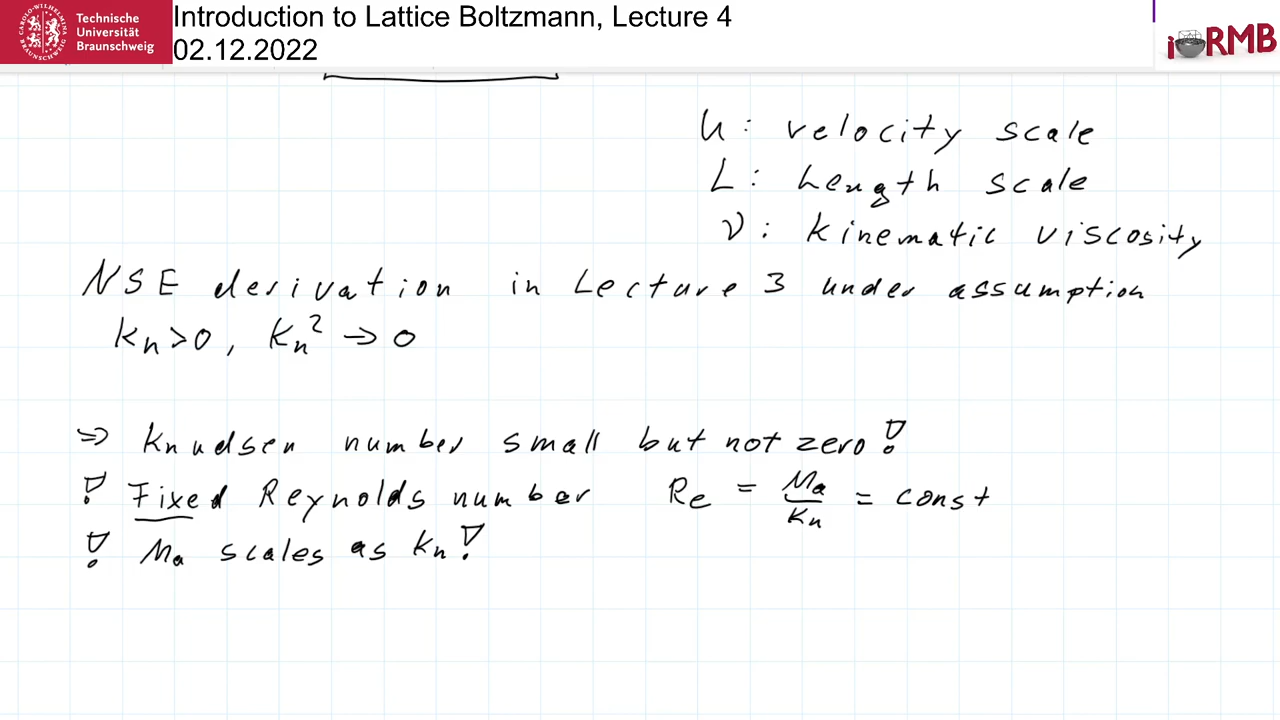 Technische
Universität
Braunschweig
Introduction to Lattice Boltzmann, Lecture 4
02.12.2022
iRMB
u: velocity scale
L: Length scale
ν: kinematic viscosity
NSE derivation in Lecture 3 under assumption
Kn>0, Kn² → 0
⇒ Knudsen number small but not zero!
! Fixed Reynolds number Re = Ma/Kn = const
! Ma scales as Kn!